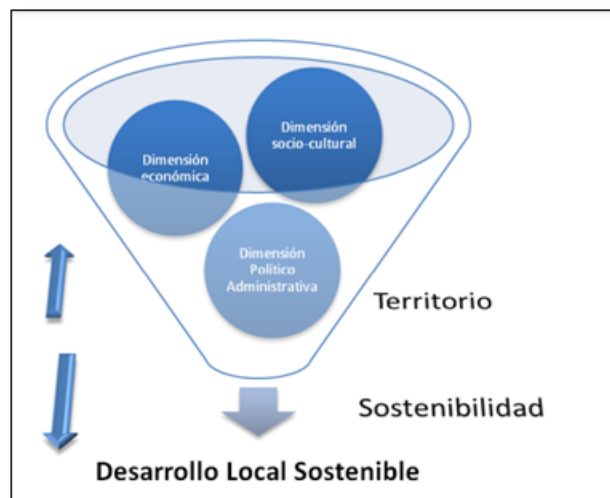 Dimensión
socio-cultural
Dimensión
económica
Dimensión
Político
Administrativa
Territorio
Sostenibilidad
Desarrollo Local Sostenible